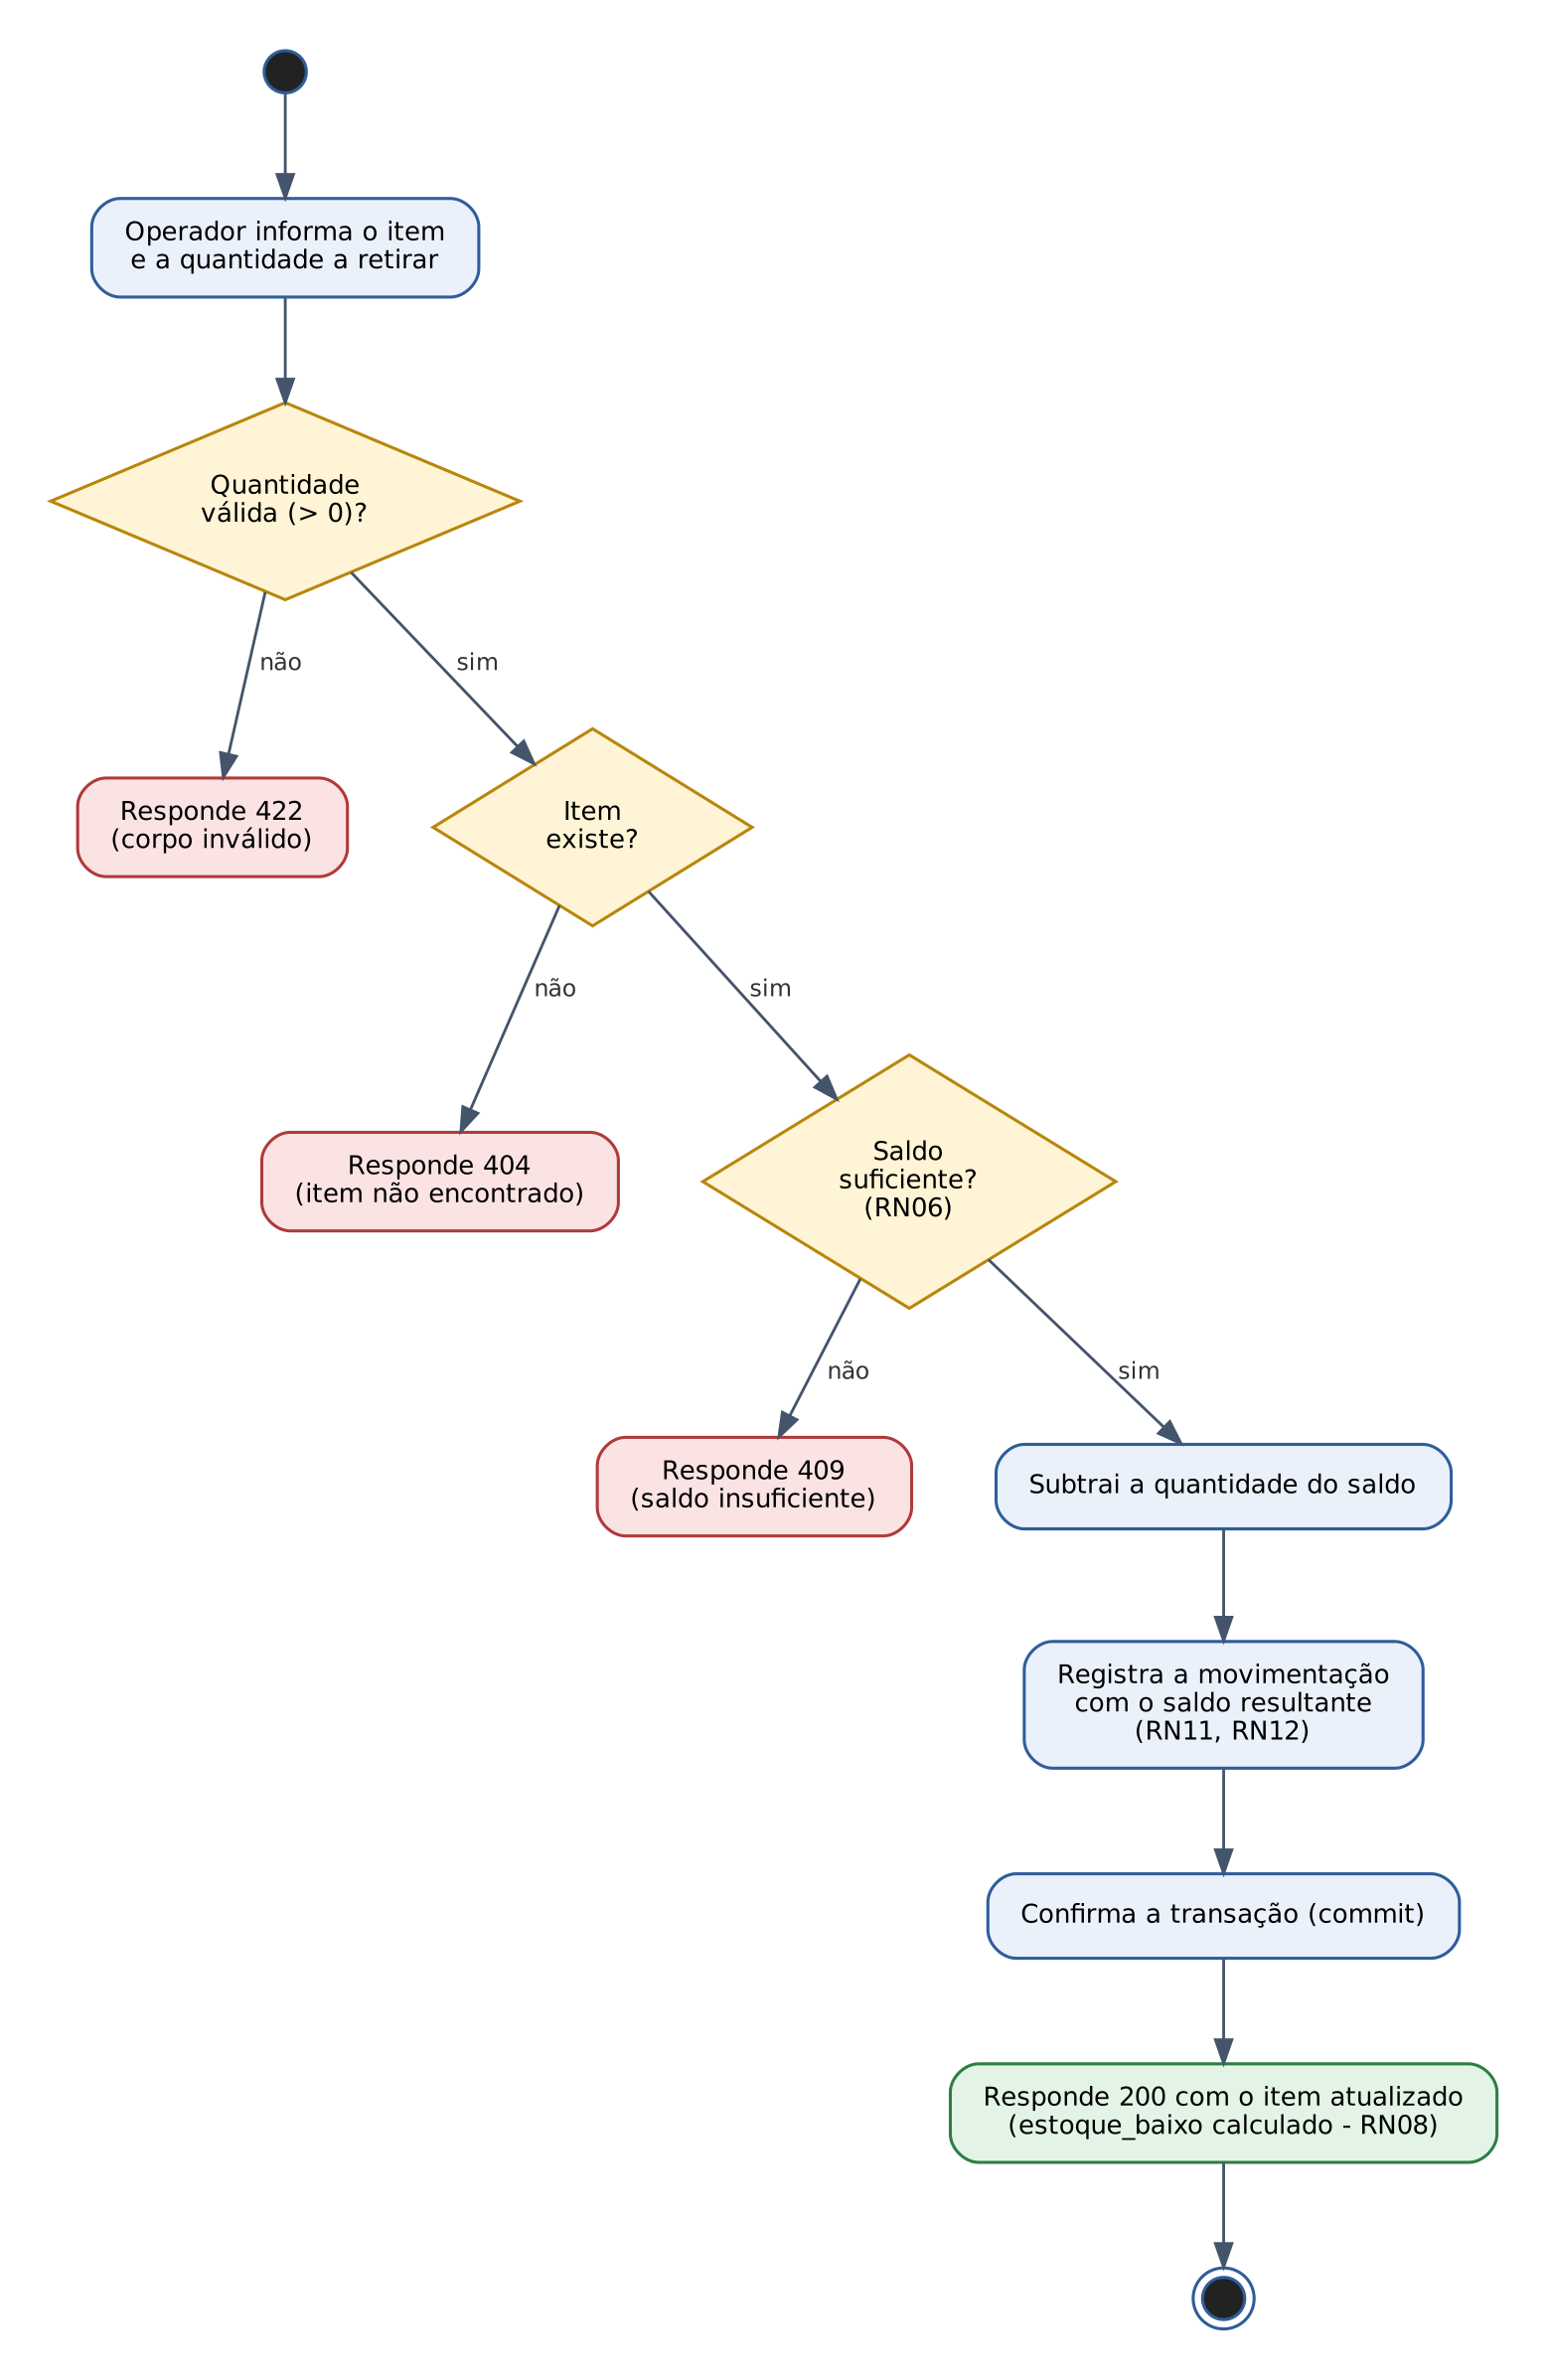 Operador informa o item
e a quantidade a retirar
Quantidade
válida (> 0)?
não
sim
Responde 422
(corpo inválido)
Item
existe?
não
sim
Responde 404
(item não encontrado)
Saldo
suficiente?
(RN06)
não
sim
Responde 409
(saldo insuficiente)
Subtrai a quantidade do saldo
Registra a movimentação
com o saldo resultante
(RN11, RN12)
Confirma a transação (commit)
Responde 200 com o item atualizado
(estoque_baixo calculado - RN08)